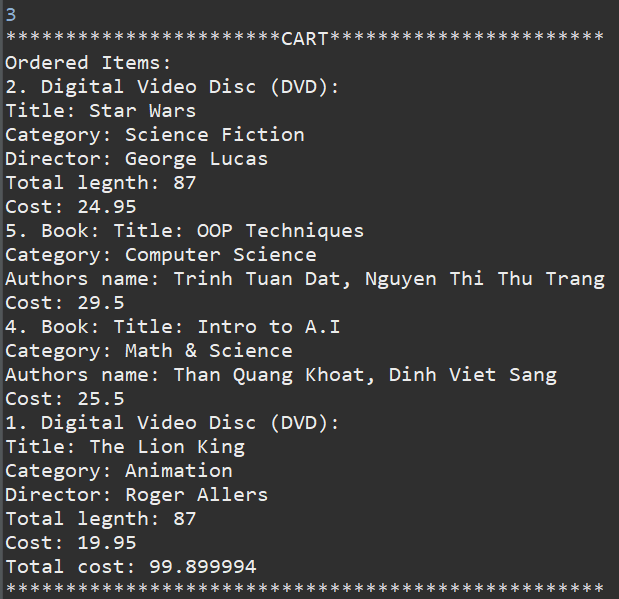 3
***********************CART***********************
Ordered Items:
2. Digital Video Disc (DVD):
Title: Star Wars
Category: Science Fiction
Director: George Lucas
Total legnth: 87
Cost: 24.95
5. Book: Title: OOP Techniques
Category: Computer Science
Authors name: Trinh Tuan Dat, Nguyen Thi Thu Trang
Cost: 29.5
4. Book: Title: Intro to A.I
Category: Math & Science
Authors name: Than Quang Khoat, Dinh Viet Sang
Cost: 25.5
1. Digital Video Disc (DVD):
Title: The Lion King
Category: Animation
Director: Roger Allers
Total legnth: 87
Cost: 19.95
Total cost: 99.899994
**************************************************